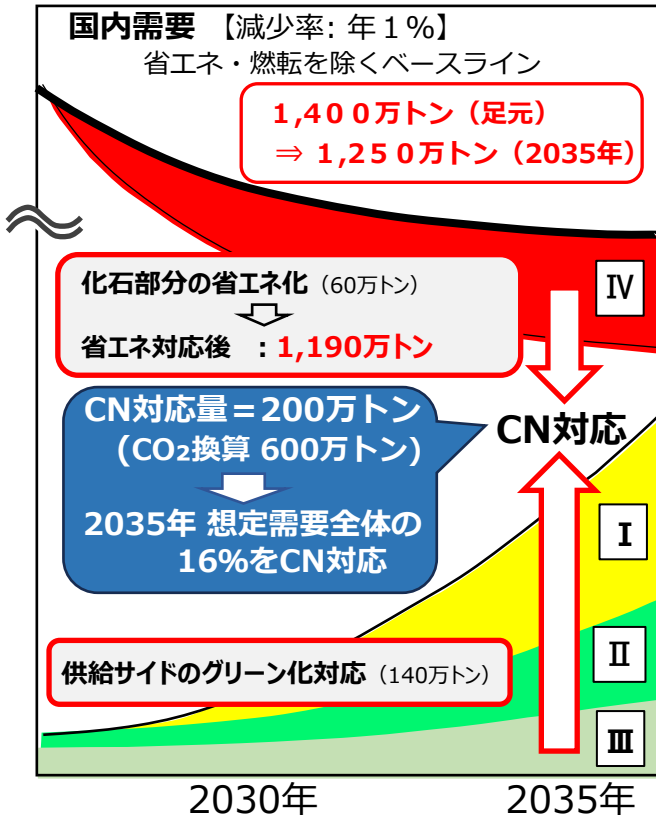 国内需要 【減少率: 年１％】
省エネ・燃転を除くベースライン
1,４００万トン（足元）
⇒ 1,２５０万トン（2035年）
Ⅳ
化石部分の省エネ化（60万トン）
省エネ対応後 ：1,190万トン
CN対応量＝200万トン
(CO₂換算 600万トン)
2035年 想定需要全体の
16%をCN対応
CN対応
Ⅰ
Ⅱ
供給サイドのグリーン化対応（140万トン）
Ⅲ
2030年
2035年